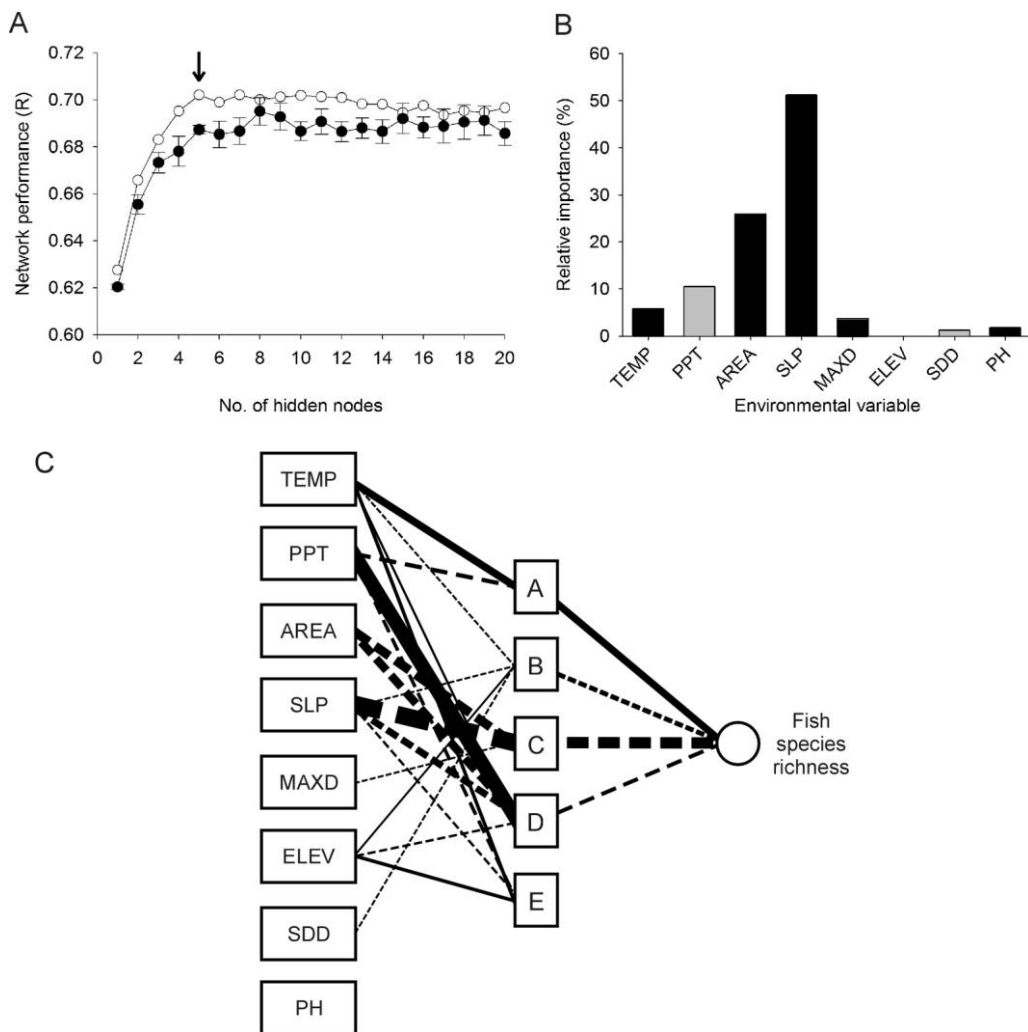 A
0.72
0.70
0.68
0.66
0.64
0.62
0.60
Network performance (R)
0 2 4 6 8 10 12 14 16 18 20
No. of hidden nodes
B
60
50
40
30
20
10
0
Relative importance (%)
TEMP PPT AREA SLP MAXD ELEV SDD PH
Environmental variable
C
TEMP
PPT
AREA
SLP
MAXD
ELEV
SDD
PH
A
B
C
D
E
Fish
species
richness